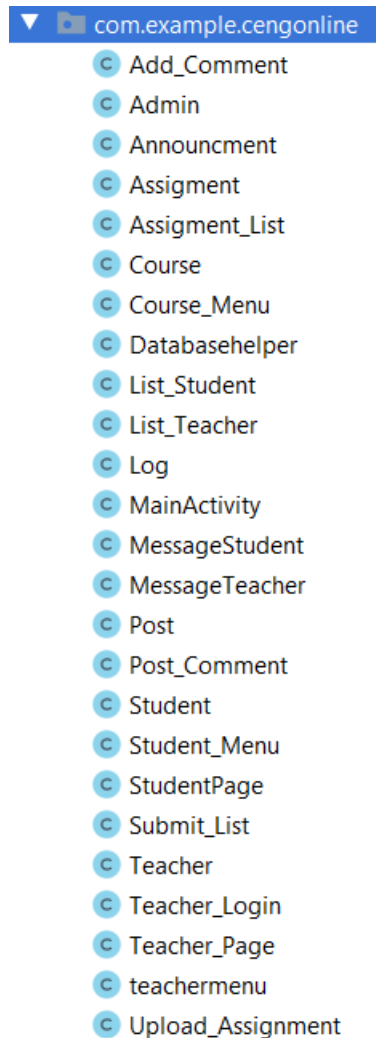 com.example.cengonline
C Add_Comment
C Admin
C Announcment
C Assigment
C Assigment_List
C Course
C Course_Menu
C Databasehelper
C List_Student
C List_Teacher
C Log
C MainActivity
C MessageStudent
C MessageTeacher
C Post
C Post_Comment
C Student
C Student_Menu
C StudentPage
C Submit_List
C Teacher
C Teacher_Login
C Teacher_Page
C teachermenu
C Upload_Assignment